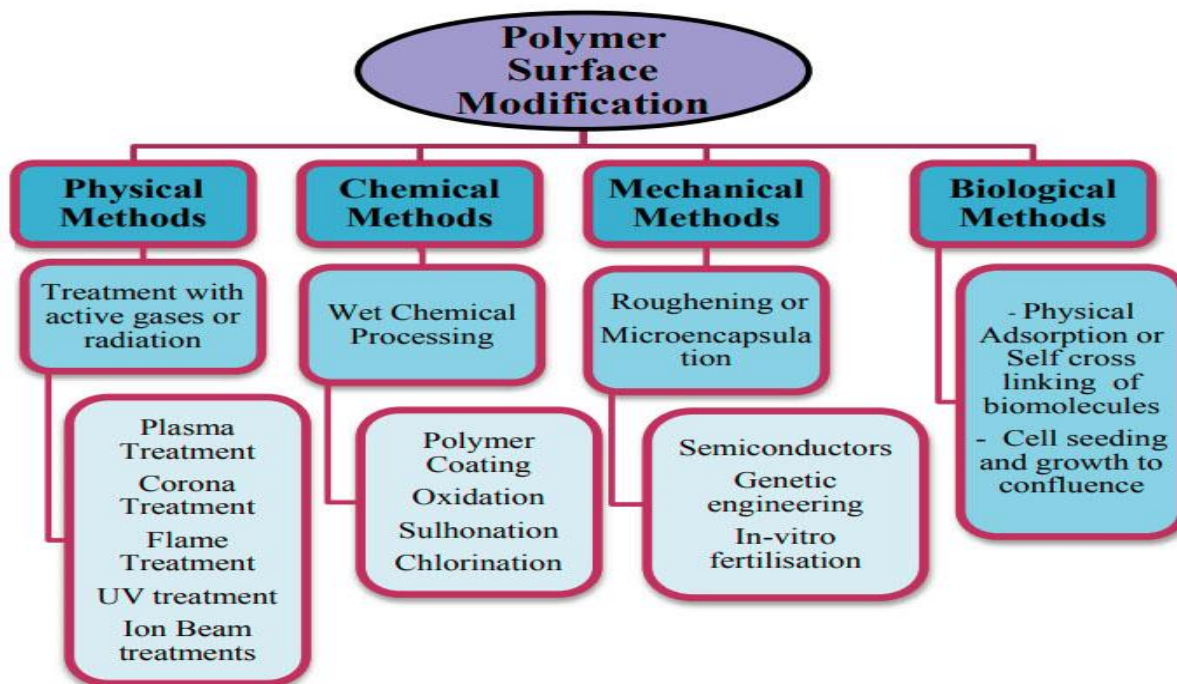 Polymer
Surface
Modification
Physical
Methods
Chemical
Methods
Mechanical
Methods
Biological
Methods
Treatment with
active gases or
radiation
Wet Chemical
Processing
Roughening or
Microencapsula
tion
- Physical
Adsorption or
Self cross
linking of
biomolecules
- Cell seeding
and growth to
confluence
Plasma
Treatment
Corona
Treatment
Flame
Treatment
UV treatment
Ion Beam
treatments
Polymer
Coating
Oxidation
Sulhonation
Chlorination
Semiconductors
Genetic
engineering
In-vitro
fertilisation